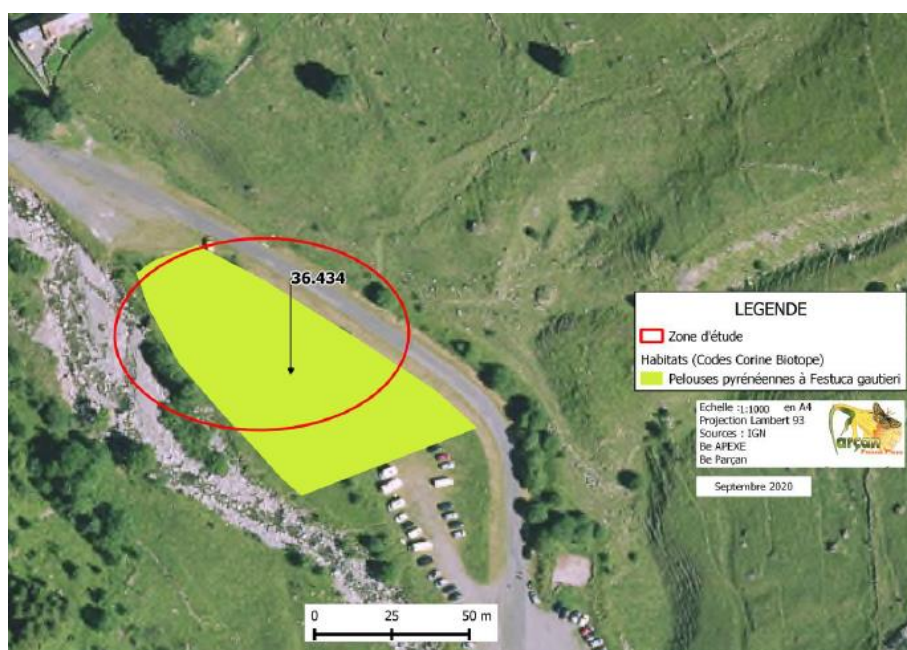 36.434
LEGENDE
Zone d'étude
Habitats (Codes Corine Biotope)
Pelouses pyrénéennes à Festuca gautieri
Echelle :1:1000 en A4
Projection Lambert 93
Sources : IGN
Be APEXE
Be Parçan
Parçan
Septembre 2020
0 25 50 m